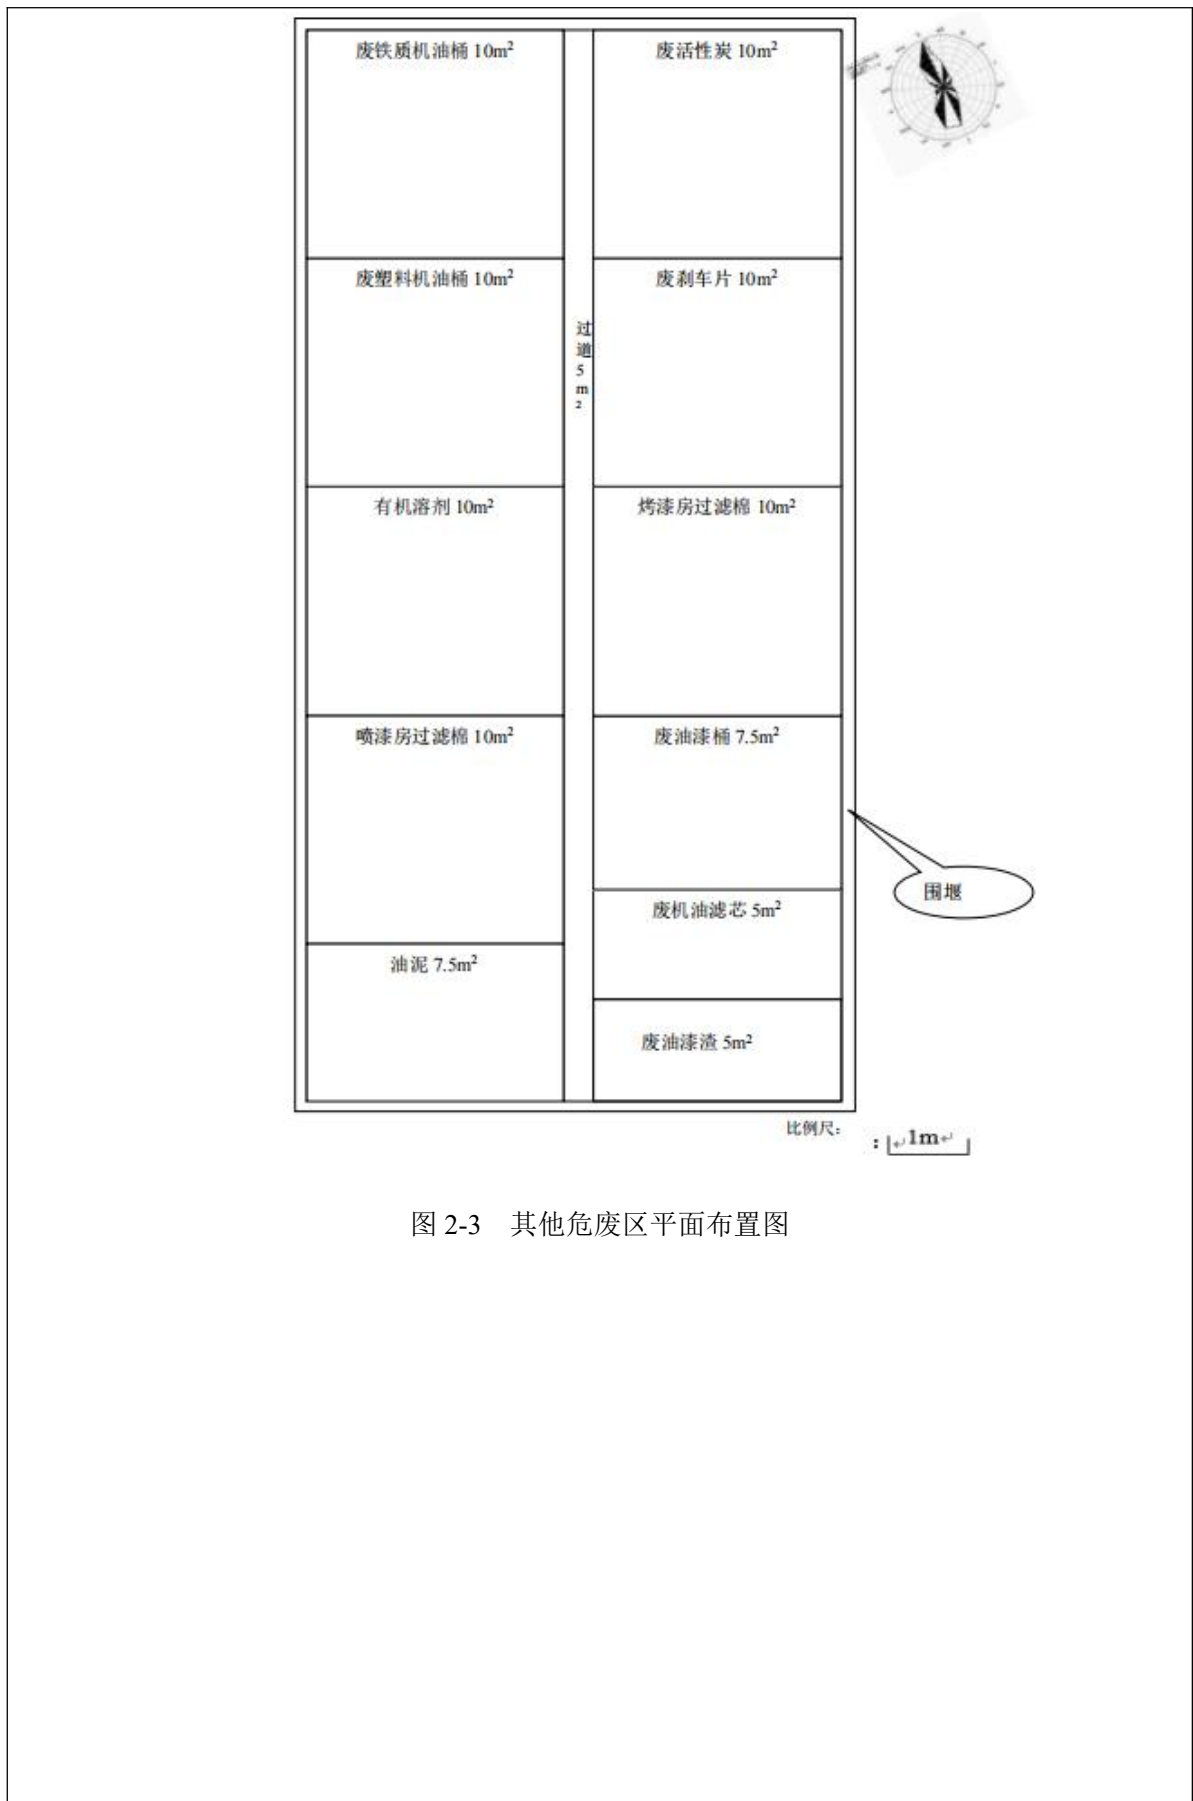 废铁质机油桶 10m²
废活性炭 10m²
废塑料机油桶 10m²
废刹车片 10m²
过
道
5
m
2
有机溶剂 10m²
烤漆房过滤棉 10m²
喷漆房过滤棉 10m²
废油漆桶 7.5m²
围堰
废机油滤芯 5m²
油泥 7.5m²
废油漆渣 5m²
比例尺：
：1m
图 2-3 其他危废区平面布置图